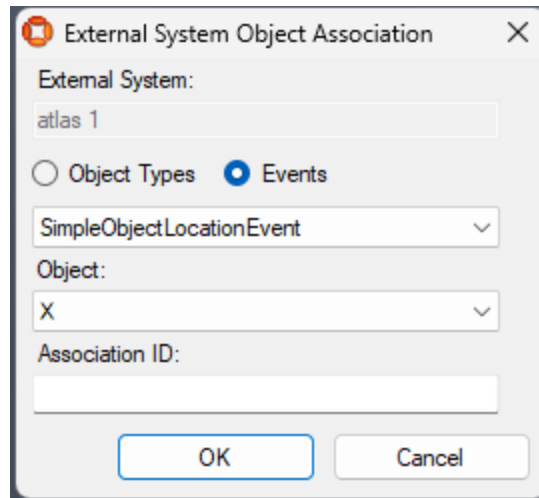 External System Object Association
External System:
atlas 1
Object Types Events
SimpleObjectLocationEvent
Object:
X
Association ID:
OK Cancel